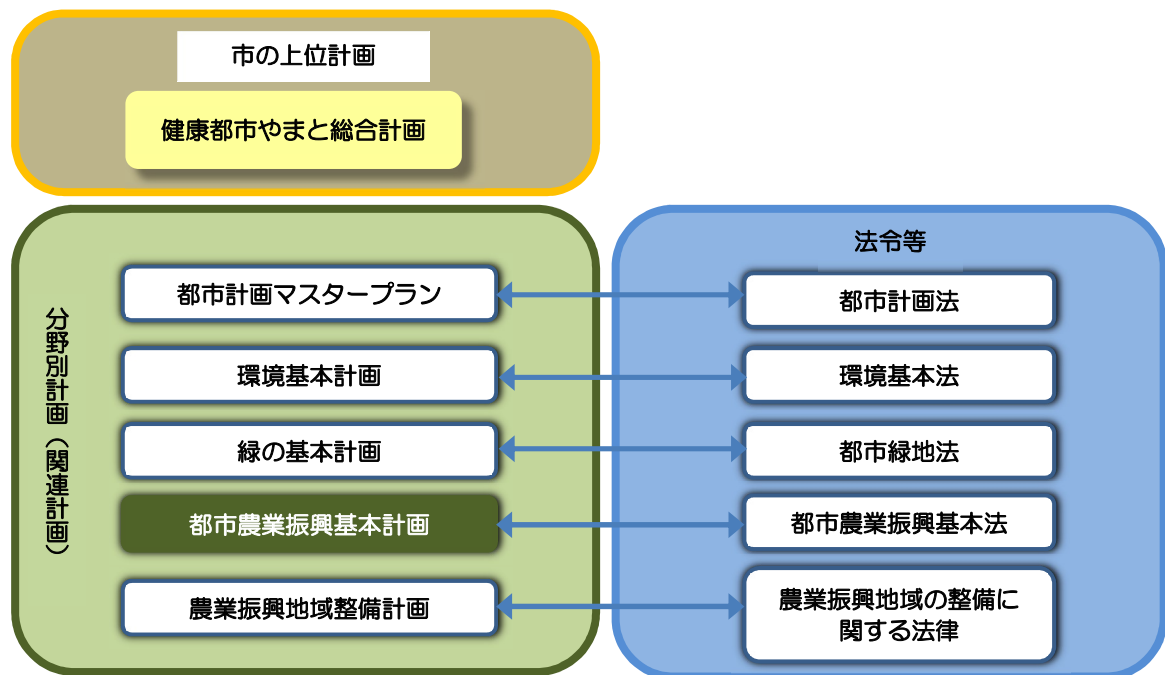 市の上位計画
健康都市やまと総合計画
分野別計画（関連計画）
都市計画マスタープラン
環境基本計画
緑の基本計画
都市農業振興基本計画
農業振興地域整備計画
法令等
都市計画法
環境基本法
都市緑地法
都市農業振興基本法
農業振興地域の整備に
関する法律